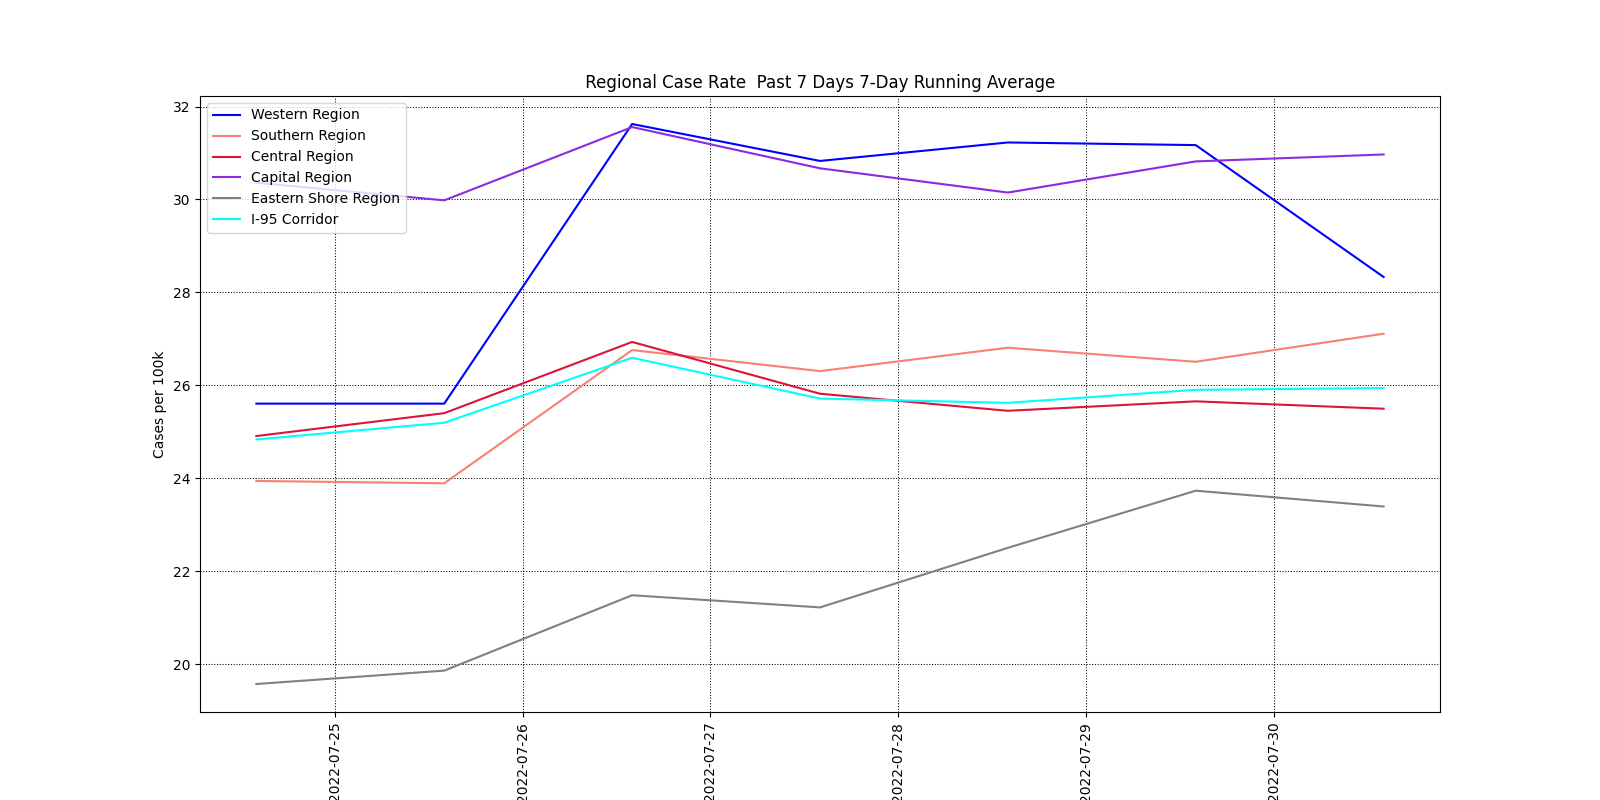 Regional Case Rate  Past 7 Days 7-Day Running Average
Western Region
Southern Region
Central Region
Capital Region
Eastern Shore Region
I-95 Corridor
Cases per 100k
32
30
28
26
24
22
20
2022-07-25
2022-07-26
2022-07-27
2022-07-28
2022-07-29
2022-07-30